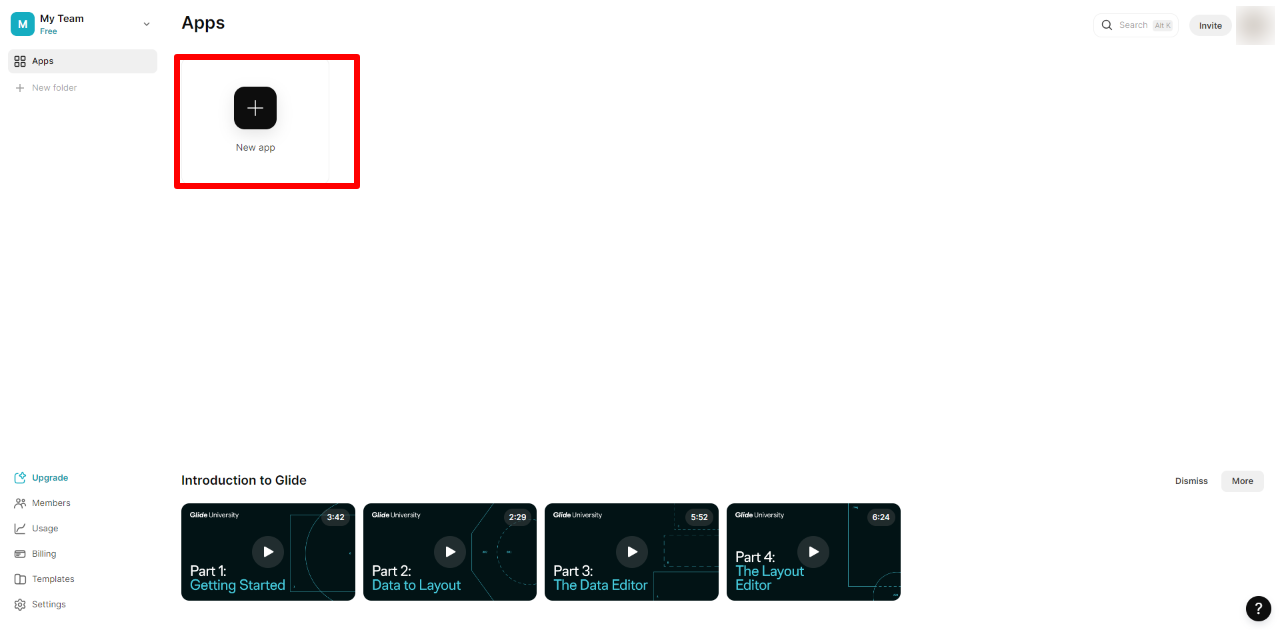 M
My Team
Free
Apps
New folder
Apps
Search Alt K
Invite
New app
Upgrade
Members
Usage
Billing
Templates
Settings
Introduction to Glide
Dismiss
More
Glide University
3:42
Part 1:
Getting Started
Glide University
2:29
Part 2:
Data to Layout
Glide University
5:52
Part 3:
The Data Editor
Glide University
6:24
Part 4:
The Layout
Editor
?